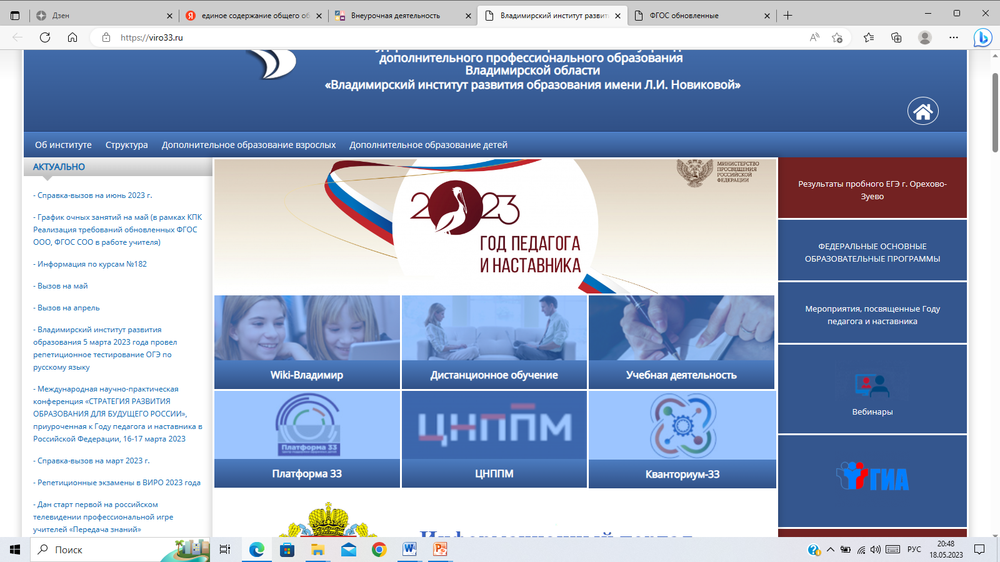 Дзен
единое содержание общего об
Внеурочная деятельность
Владимирский институт развит
ФГОС обновленные
https://viro33.ru
дополнительного профессионального образования
Владимирской области
«Владимирский институт развития образования имени Л.И. Новиковой»
Об институте
Структура
Дополнительное образование взрослых
Дополнительное образование детей
АКТУАЛЬНО
- Справка-вызов на июнь 2023 г.
- График очных занятий на май (в рамках КПК
Реализация требований обновленных ФГОС
ООО, ФГОС СОО в работе учителя)
- Информация по курсам №182
- Вызов на май
- Вызов на апрель
- Владимирский институт развития
образования 5 марта 2023 года провел
репетиционное тестирование ОГЭ по
русскому языку
- Международная научно-практическая
конференция «СТРАТЕГИЯ РАЗВИТИЯ
ОБРАЗОВАНИЯ ДЛЯ БУДУЩЕГО РОССИИ»,
приуроченная к Году педагога и наставника в
Российской Федерации, 16-17 марта 2023
- Справка-вызов на март 2023 г.
- Репетиционные экзамены в ВИРО 2023 года
- Дан старт первой на российском
телевидении профессиональной игре
учителей «Передача знаний»
МИНИСТЕРСТВО
ПРОСВЕЩЕНИЯ
РОССИЙСКОЙ
ФЕДЕРАЦИИ
2023
ГОД ПЕДАГОГА
И НАСТАВНИКА
Wiki-Владимир
Дистанционное обучение
Учебная деятельность
Платформа 33
ЦНППМ
Платформа 33
ЦНППМ
Кванториум-33
Информационный портал
Результаты пробного ЕГЭ г. Орехово-
Зуево
ФЕДЕРАЛЬНЫЕ ОСНОВНЫЕ
ОБРАЗОВАТЕЛЬНЫЕ ПРОГРАММЫ
Мероприятия, посвященные Году
педагога и наставника
Вебинары
ГИА
Поиск
РУС
20:48
18.05.2023